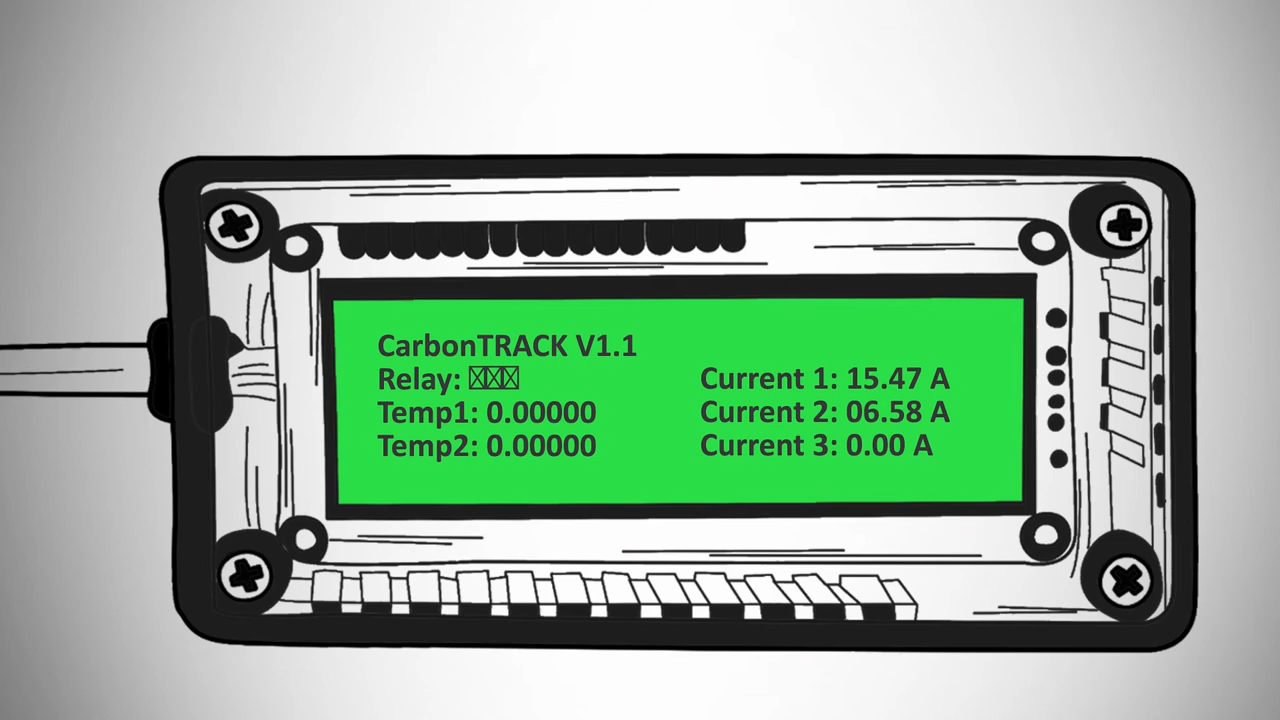 CarbonTRACK V1.1
Relay:
Temp1: 0.00000
Temp2: 0.00000
Current 1: 15.47 A
Current 2: 06.58 A
Current 3: 0.00 A